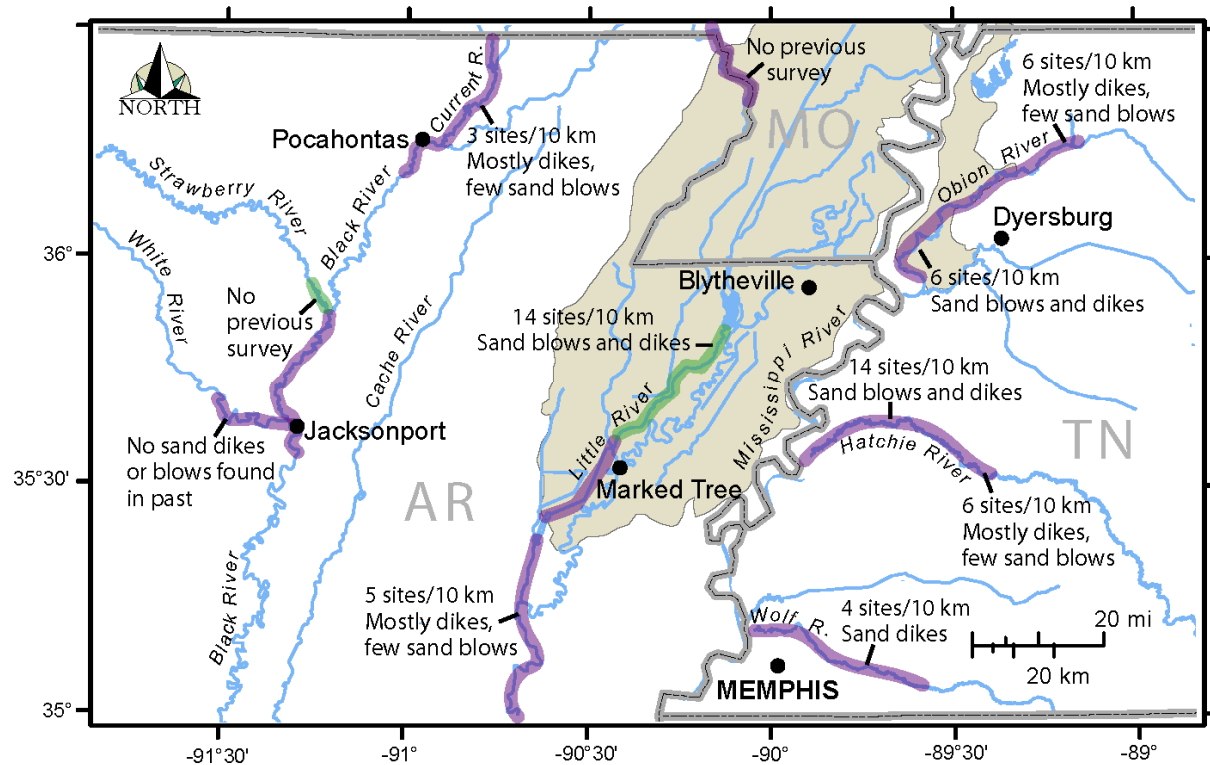 NORTH
Pocahontas
Current R.
3 sites/10 km
Mostly dikes,
few sand blows
No previous
survey
MO
6 sites/10 km
Mostly dikes,
few sand blows
Obion River
Dyersburg
Strawberry River
Black River
White River
36°
No
previous
survey
Cache River
Blytheville
14 sites/10 km
Sand blows and dikes
6 sites/10 km
Sand blows and dikes
Mississippi River
14 sites/10 km
Sand blows and dikes
Hatchie River
TN
Jacksonport
No sand dikes
or blows found
in past
Little River
Marked Tree
35°30'
AR
6 sites/10 km
Mostly dikes,
few sand blows
Black River
5 sites/10 km
Mostly dikes,
few sand blows
Wolf R.
4 sites/10 km
Sand dikes
20 mi
20 km
MEMPHIS
35°
-91°30'
-91°
-90°30'
-90°
-89°30'
-89°